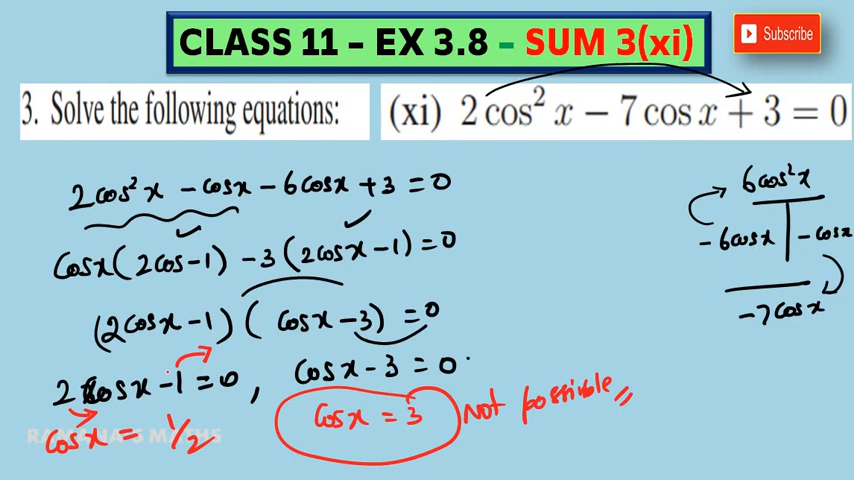 CLASS 11 – EX 3.8 – SUM 3(xi)
Subscribe
3. Solve the following equations:
(xi) 2 cos² x − 7 cos x + 3 = 0
2cos²x − cosx − 6cosx + 3 = 0
cosx(2cos−1) − 3(2cosx −1) = 0
(2cosx −1) (cosx −3) = 0
2cosx −1 = 0, cosx − 3 = 0
cosx = 1/2
cosx = 3 Not possible
6cos²x
−6cosx | −cosx
−7cosx
RAMANA'S MATHS